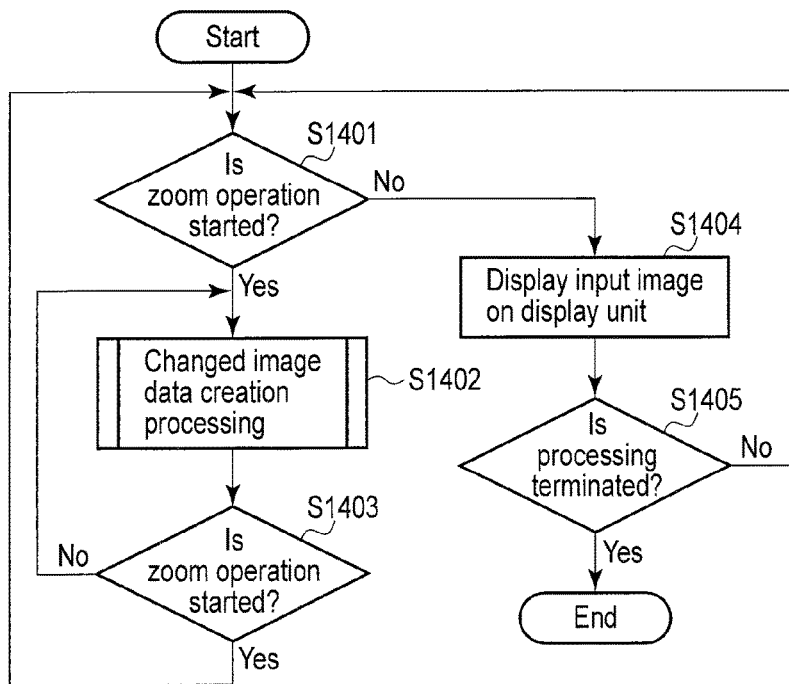 Start
S1401
Is
zoom operation
started?
No
Yes
S1404
Display input image
on display unit
Changed image
data creation
processing
S1402
S1405
Is
processing
terminated?
No
Yes
End
S1403
Is
zoom operation
started?
No
Yes